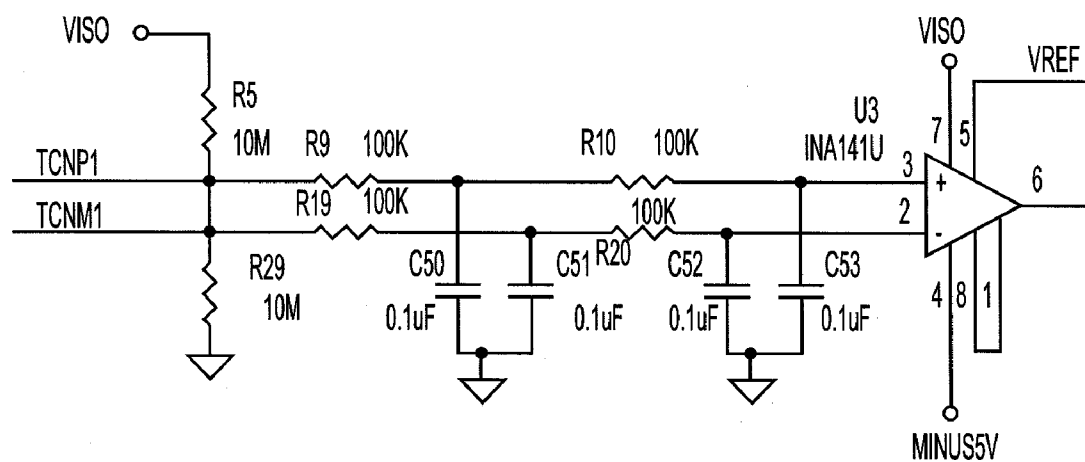 VISO
VISO
VREF
R5
10M
U3
INA141U
7
5
R9 100K
R10 100K
TCNP1
3
+
6
TCNM1
R19 100K
100K
2
-
R20
R29
10M
C50
0.1uF
C51
0.1uF
C52
0.1uF
C53
0.1uF
4
8
1
MINUS5V